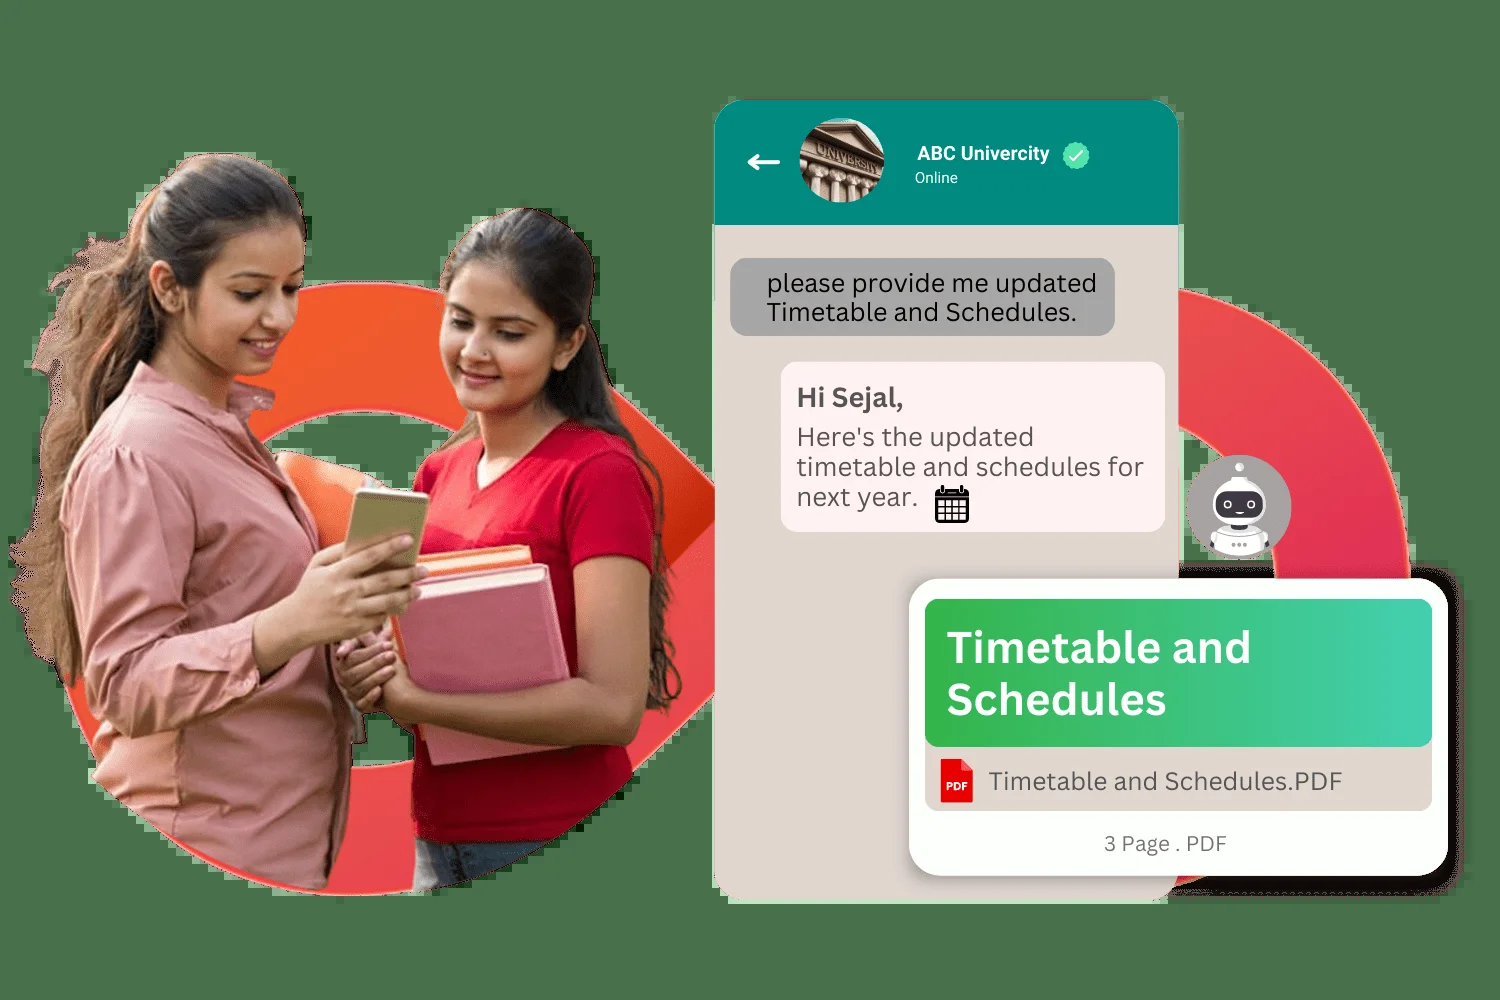 UNIVERSITY
ABC Univercity
Online
please provide me updated
Timetable and Schedules.
Hi Sejal,
Here's the updated
timetable and schedules for
next year.
Timetable and
Schedules
PDF
Timetable and Schedules.PDF
3 Page . PDF